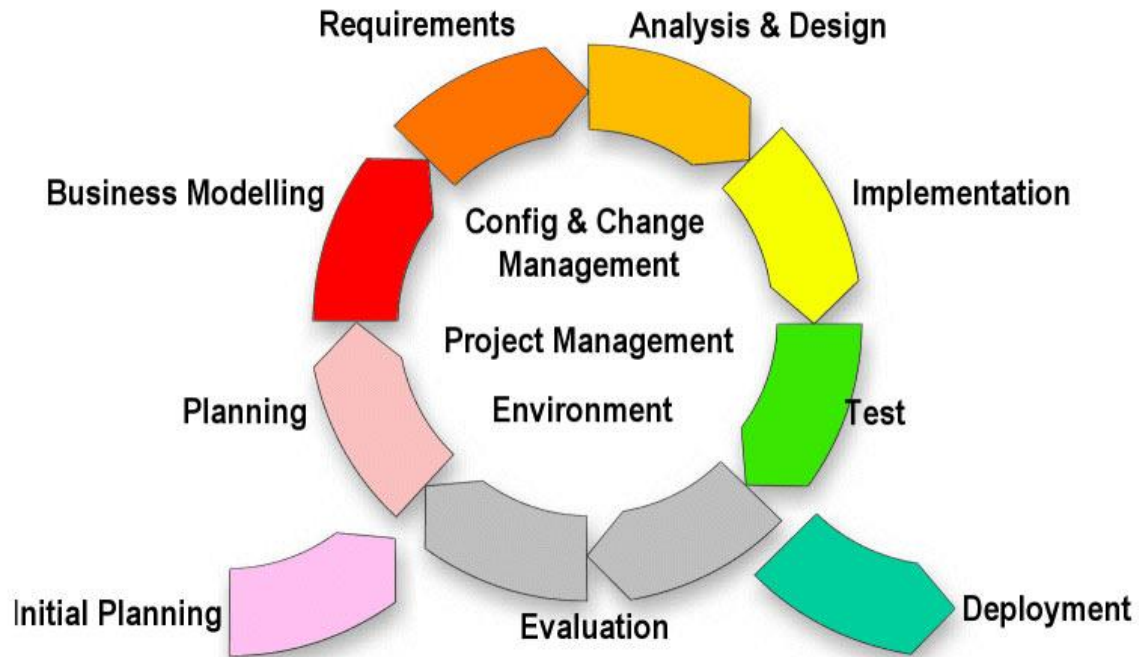 Requirements
Analysis & Design
Business Modelling
Implementation
Config & Change
Management
Project Management
Planning
Environment
Test
Initial Planning
Evaluation
Deployment